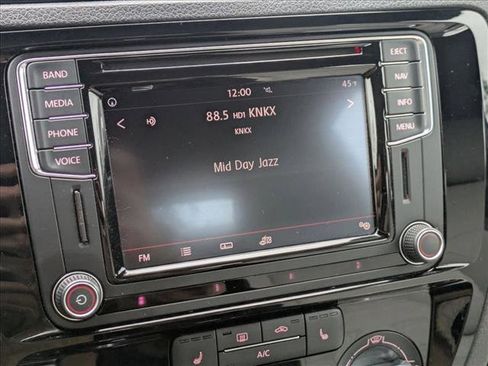 BAND
MEDIA
PHONE
VOICE
EJECT
NAV
INFO
MENU
12:00
45°F
88.5 HD1 KNKX
KNKX
Mid Day Jazz
FM
A/C